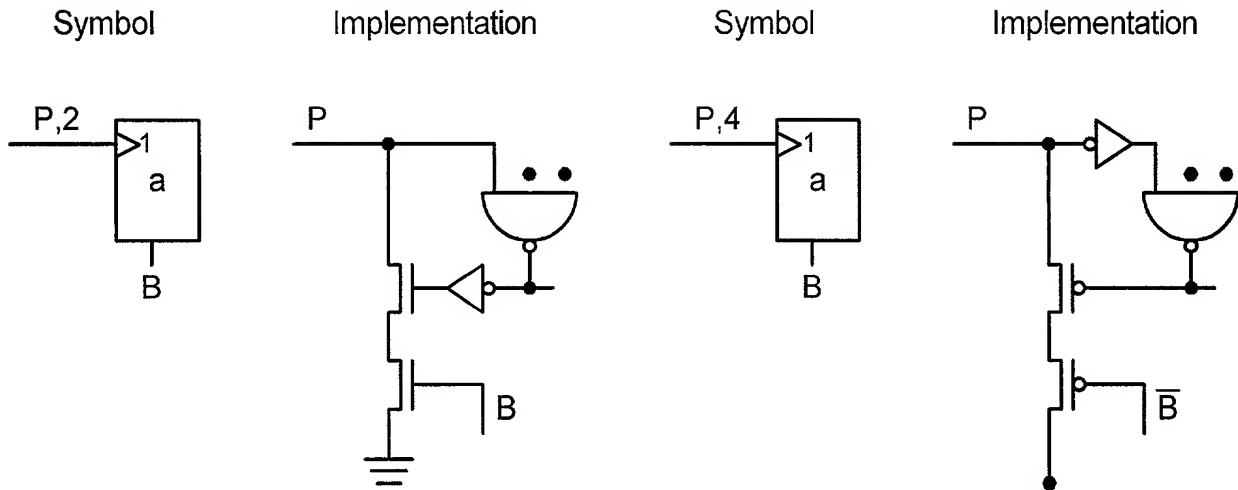 Symbol Implementation Symbol Implementation
P,2 P P,4 P
1 1
a a
B B
B B̅